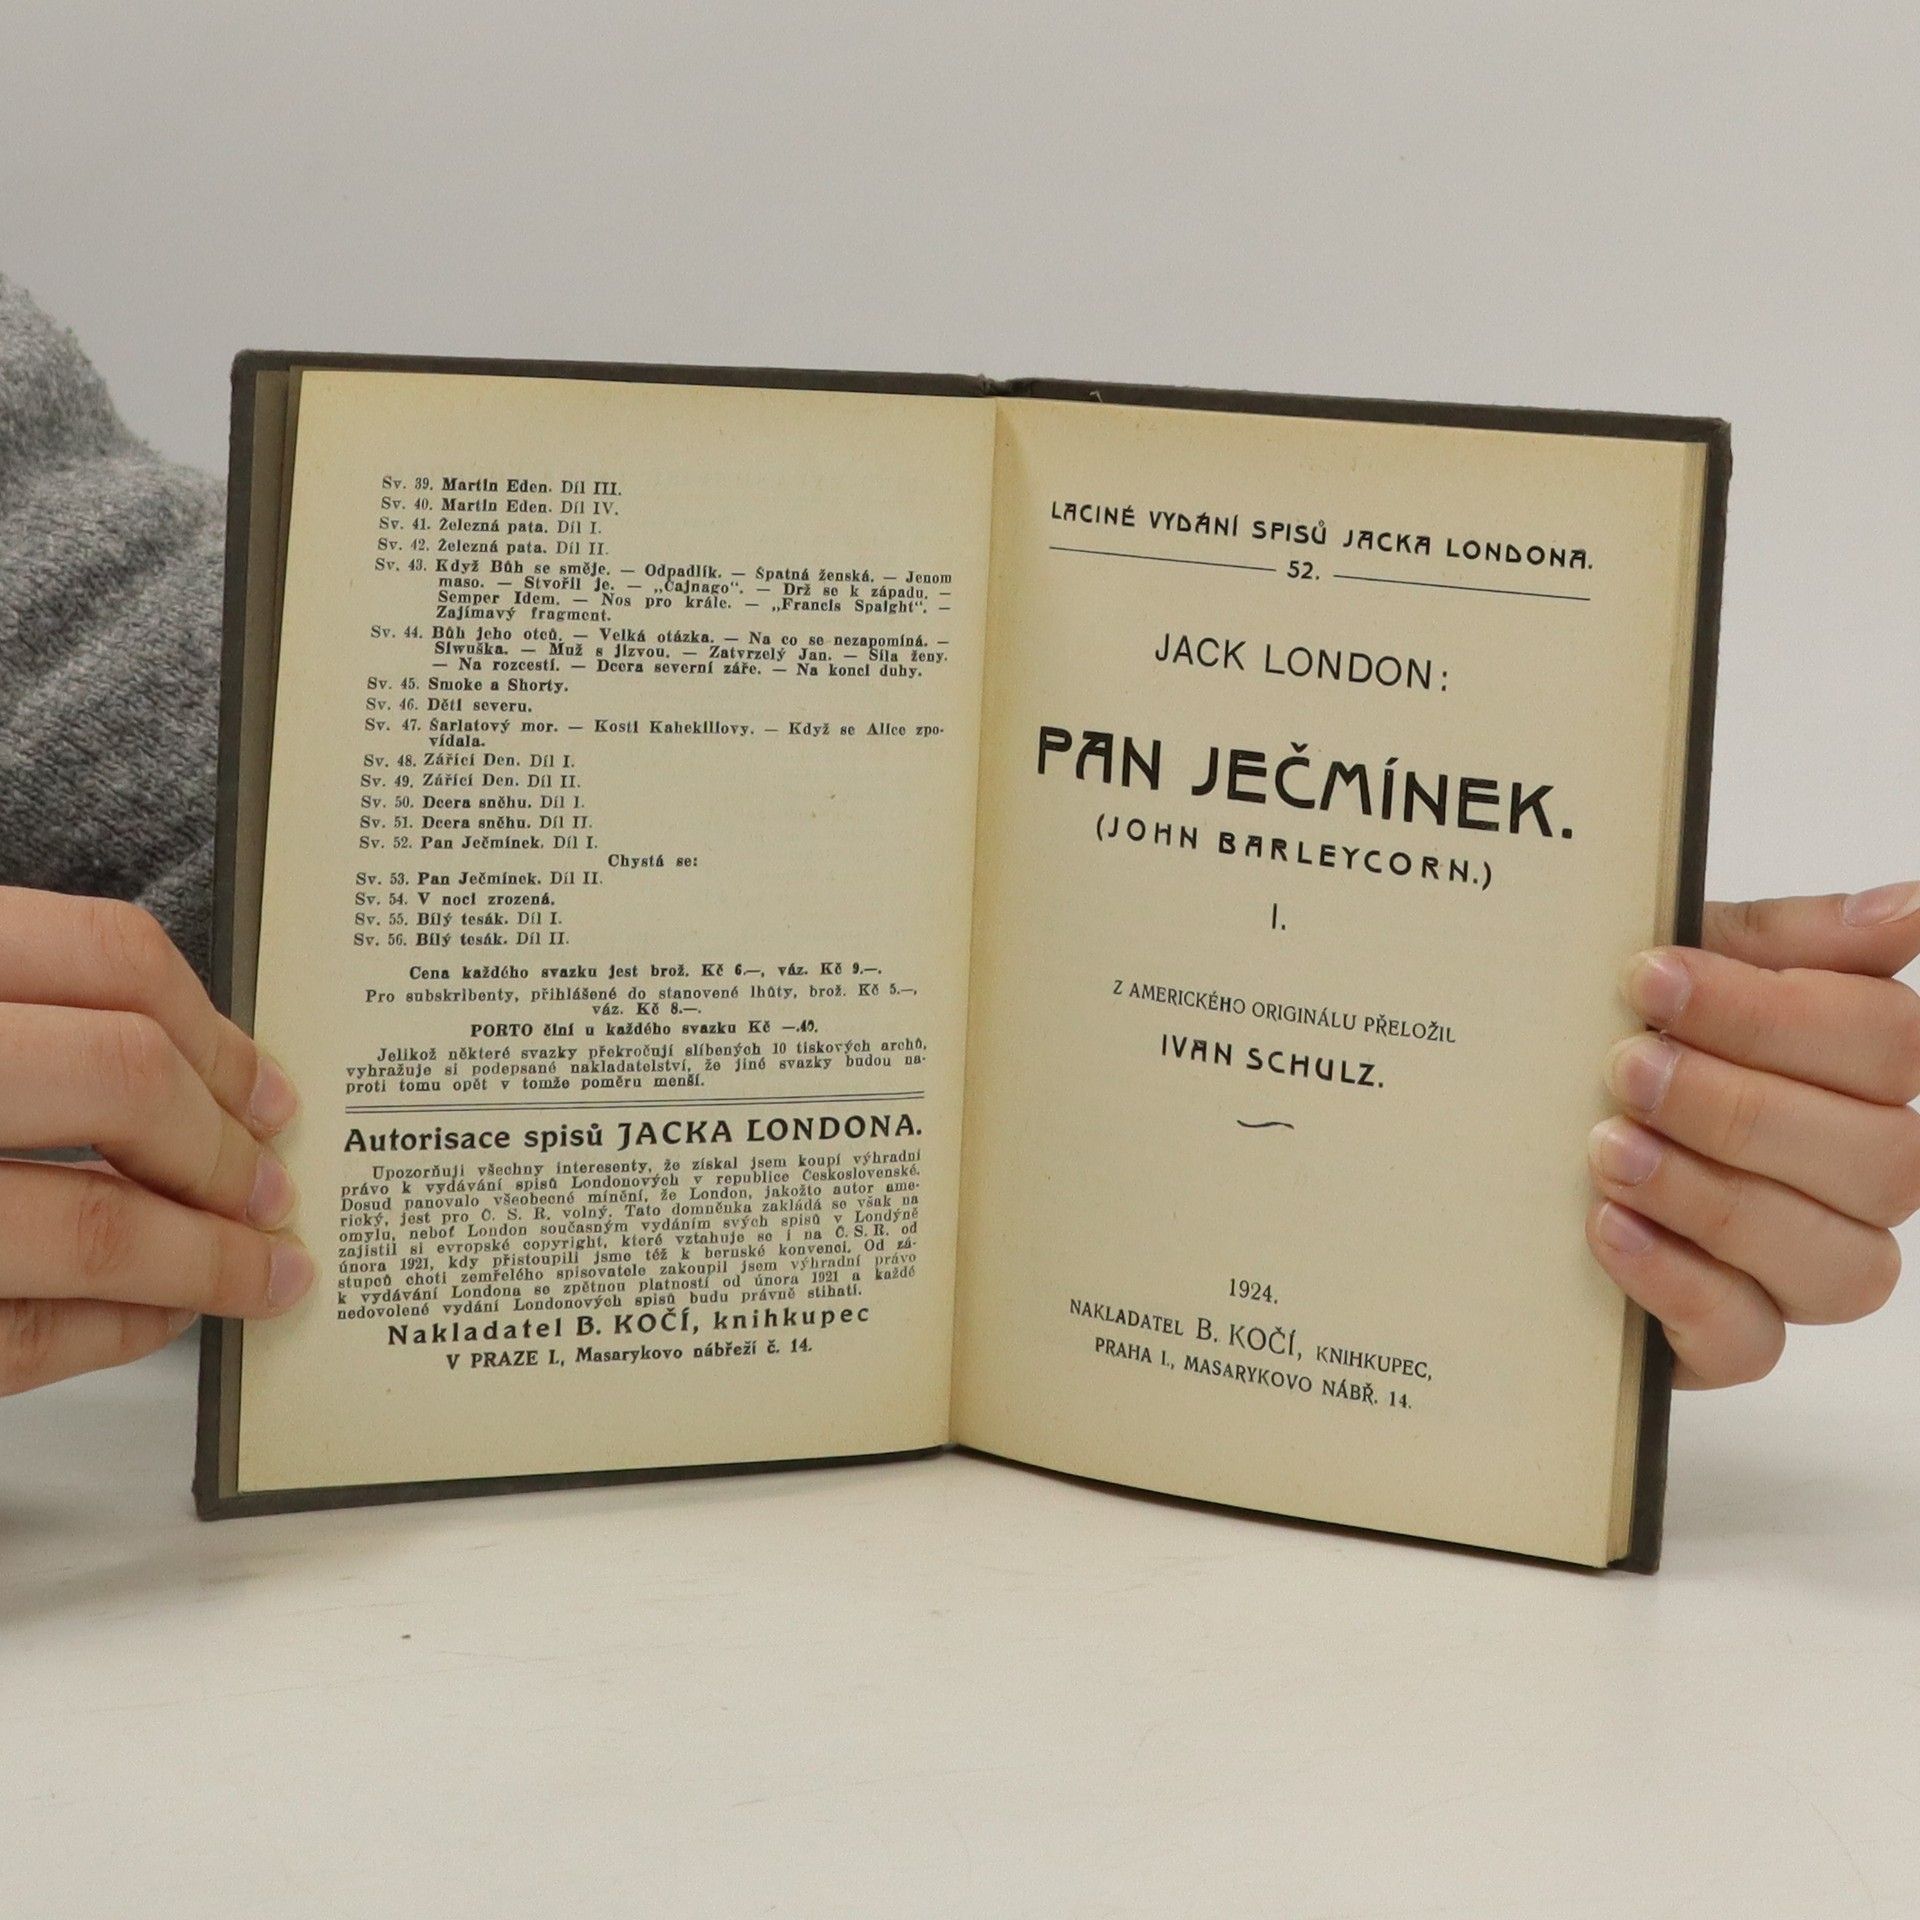 Sv. 39. Martin Eden. Díl III.
Sv. 40. Martin Eden. Díl IV.
Sv. 41. Železná pata. Díl I.
Sv. 42. Železná pata. Díl II.
Sv. 43. Když Bůh se směje. — Odpadlík. — Špatná ženská. — Jenom
maso. — Stvořil je. — „Čajnago“. — Drž se k západu. —
Semper Idem. — Nos pro krále. — „Francis Spaight“. —
Zajímavý fragment.
Sv. 44. Bůh jeho otců. — Velká otázka. — Na co se nezapomíná. —
Siwuška. — Muž s jizvou. — Zatvrzelý Jan. — Síla ženy.
— Na rozcestí. — Dcera severní záře. — Na konci duhy.
Sv. 45. Smoke a Shorty.
Sv. 46. Děti severu.
Sv. 47. Šarlatový mor. — Kosti Kahekiliovy. — Když se Alice zpo-
vídala.
Sv. 48. Zářící Den. Díl I.
Sv. 49. Zářící Den. Díl II.
Sv. 50. Dcera sněhu. Díl I.
Sv. 51. Dcera sněhu. Díl II.
Sv. 52. Pan Ječmínek. Díl I.
Chystá se:
Sv. 53. Pan Ječmínek. Díl II.
Sv. 54. V noci zrozená.
Sv. 55. Bílý tesák. Díl I.
Sv. 56. Bílý tesák. Díl II.
Cena každého svazku jest brož. Kč 6.—, váz. Kč 9.—.
Pro subskribenty, přihlášené do stanovené lhůty, brož. Kč 5.—,
váz. Kč 8.—.
PORTO činí u každého svazku Kč —.40.
Jelikož některé svazky překročují slíbených 10 tiskových archů,
vyhražuje si podepsané nakladatelství, že jiné svazky budou na-
proti tomu opět v tomže poměru menší.
Autorisace spisů JACKA LONDONA.
Upozorňuji všechny interesenty, že získal jsem koupí výhradní
právo k vydávání spisů Londonových v republice Československé.
Dosud panovalo všeobecné mínění, že London, jakožto autor ame-
rický, jest pro Č. S. R. volný. Tato domněnka zakládá se však na
omylu, neboť London současným vydáním svých spisů v Londýně
zajistil si evropské copyright, které vztahuje se i na Č. S. R. od
února 1921, kdy přistoupili jsme též k bernské konvenci. Od zá-
stupců choti zemřelého spisovatele zakoupil jsem výhradní právo
k vydávání Londona se zpětnou platností od února 1921 a každé
nedovolené vydání Londonových spisů budu právně stíhati.
Nakladatel B. KOČÍ, knihkupec
V PRAZE I., Masarykovo nábřeží č. 14.
LACINÉ VYDÁNÍ SPISŮ JACKA LONDONA.
52.
JACK LONDON:
PAN JEČMÍNEK.
(JOHN BARLEYCORN.)
I.
Z AMERICKÉHO ORIGINÁLU PŘELOŽIL
IVAN SCHULZ.
1924.
NAKLADATEL B. KOČÍ, KNIHKUPEC,
PRAHA I., MASARYKOVO NÁBŘ. 14.